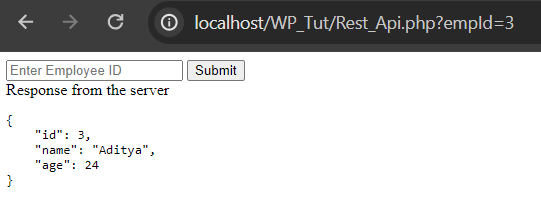 localhost/WP_Tut/Rest_Api.php?empId=3
Enter Employee ID Submit
Response from the server
{
    "id": 3,
    "name": "Aditya",
    "age": 24
}